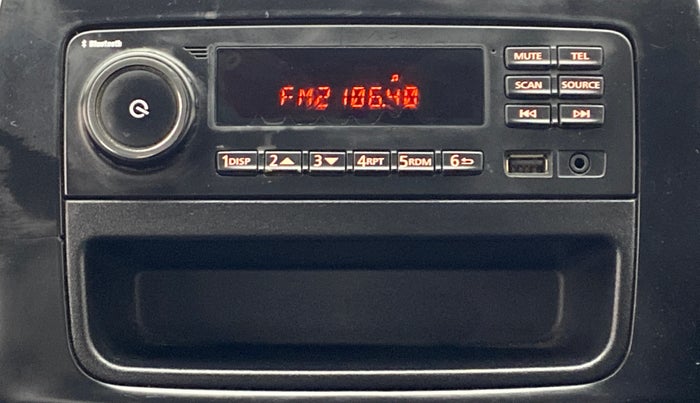 Bluetooth
FM2 106.40
MUTE TEL
SCAN SOURCE
1DISP 2 3 4RPT 5RDM 6